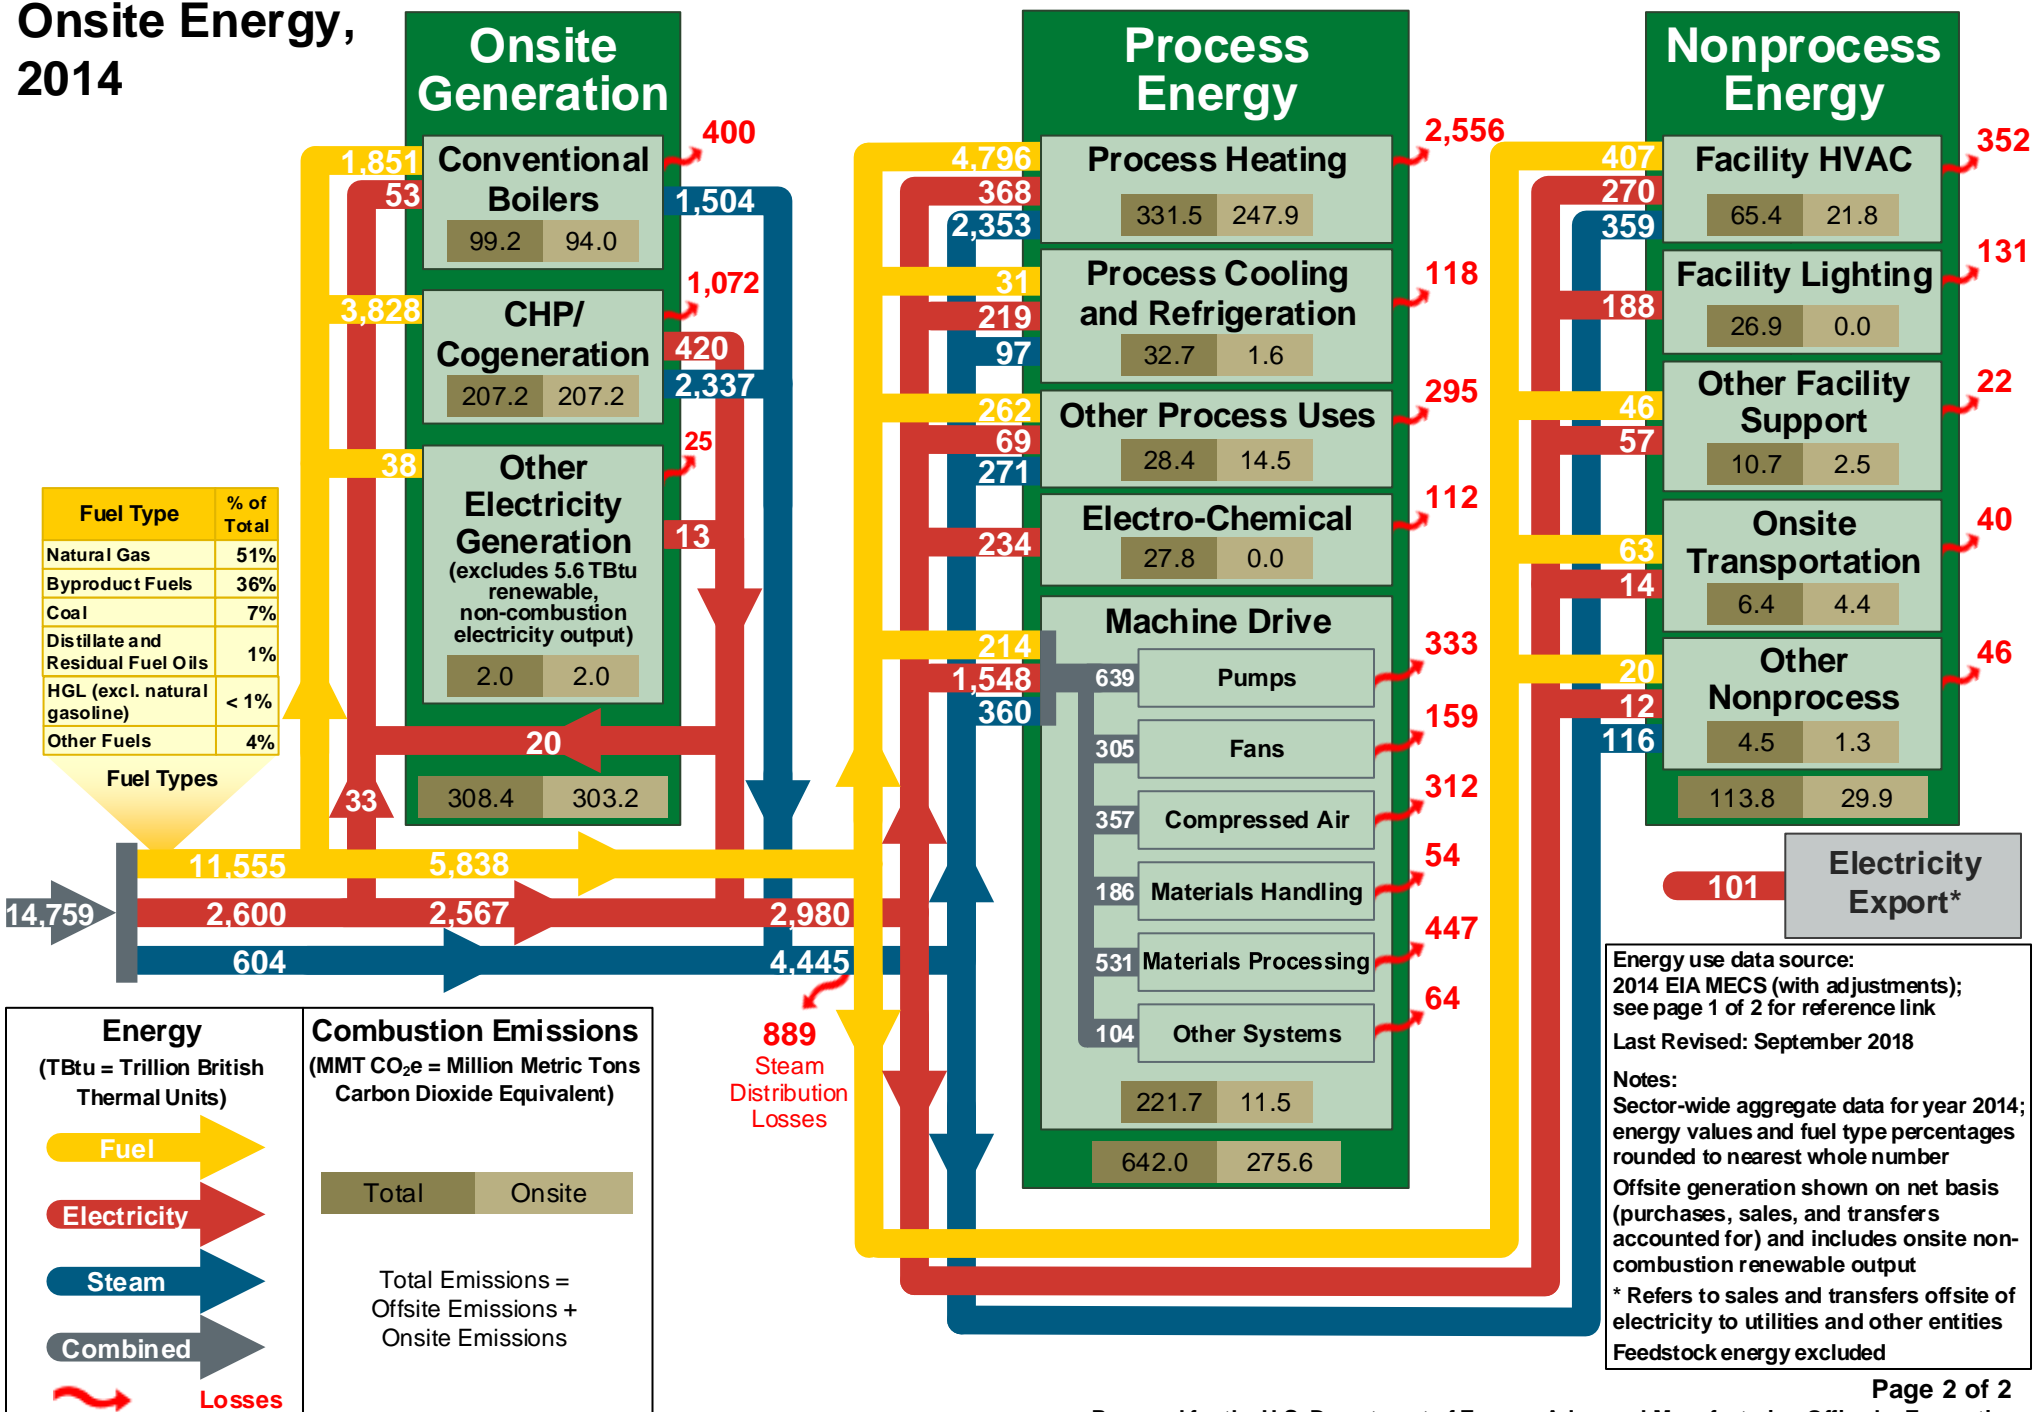 Onsite Energy,
2014
Onsite
Generation
1,851
53
Conventional
Boilers
99.2 94.0
400
1,504
3,828
CHP/
Cogeneration
207.2 207.2
1,072
420
2,337
38
Other
Electricity
Generation
(excludes 5.6 TBtu
renewable,
non-combustion
electricity output)
2.0 2.0
25
13
20
33
308.4 303.2
Fuel Type % of
Total
Natural Gas 51%
Byproduct Fuels 36%
Coal 7%
Distillate and
Residual Fuel Oils 1%
HGL (excl. natural
gasoline) < 1%
Other Fuels 4%
Fuel Types
14,759
11,555 5,838
2,600 2,567 2,980
604 4,445
889
Steam
Distribution
Losses
Process
Energy
4,796
368
2,353
Process Heating
331.5 247.9
2,556
31
219
97
Process Cooling
and Refrigeration
32.7 1.6
118
262
69
271
Other Process Uses
28.4 14.5
295
234
Electro-Chemical
27.8 0.0
112
214
1,548
360
Machine Drive
639 Pumps 333
305 Fans 159
357 Compressed Air 312
186 Materials Handling 54
531 Materials Processing 447
104 Other Systems 64
221.7 11.5
642.0 275.6
Nonprocess
Energy
407
270
359
Facility HVAC
65.4 21.8
352
188
Facility Lighting
26.9 0.0
131
46
57
Other Facility
Support
10.7 2.5
22
63
14
Onsite
Transportation
6.4 4.4
40
20
12
116
Other
Nonprocess
4.5 1.3
46
113.8 29.9
101
Electricity
Export*
Energy
(TBtu = Trillion British
Thermal Units)
Fuel
Electricity
Steam
Combined
Losses
Combustion Emissions
(MMT CO₂e = Million Metric Tons
Carbon Dioxide Equivalent)
Total Onsite
Total Emissions =
Offsite Emissions +
Onsite Emissions
Energy use data source:
2014 EIA MECS (with adjustments);
see page 1 of 2 for reference link
Last Revised: September 2018
Notes:
Sector-wide aggregate data for year 2014;
energy values and fuel type percentages
rounded to nearest whole number
Offsite generation shown on net basis
(purchases, sales, and transfers
accounted for) and includes onsite non-
combustion renewable output
* Refers to sales and transfers offsite of
electricity to utilities and other entities
Feedstock energy excluded
Page 2 of 2